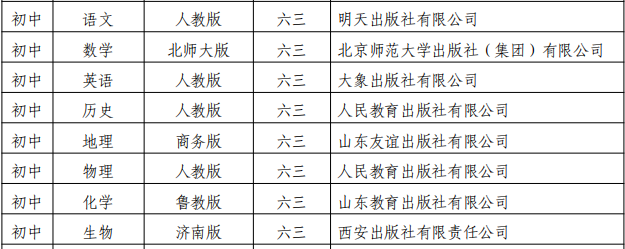 初中 语文 人教版 六三 明天出版社有限公司
初中 数学 北师大版 六三 北京师范大学出版社（集团）有限公司
初中 英语 人教版 六三 大象出版社有限公司
初中 历史 人教版 六三 人民教育出版社有限公司
初中 地理 商务版 六三 山东友谊出版社有限公司
初中 物理 人教版 六三 人民教育出版社有限公司
初中 化学 鲁教版 六三 山东教育出版社有限公司
初中 生物 济南版 六三 西安出版社有限责任公司